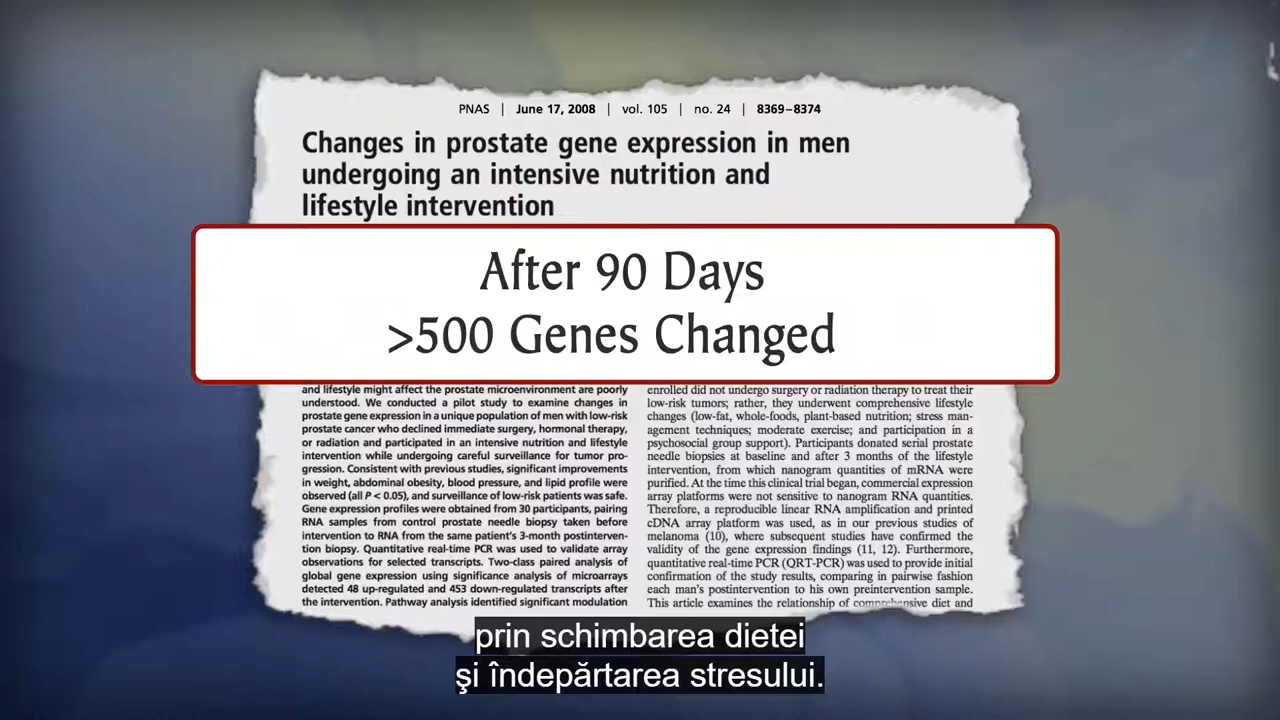 PNAS | June 17, 2008 | vol. 105 | no. 24 | 8369–8374
Changes in prostate gene expression in men
undergoing an intensive nutrition and
lifestyle intervention
After 90 Days
>500 Genes Changed
and lifestyle might affect the prostate microenvironment are poorly
understood. We conducted a pilot study to examine changes in
prostate gene expression in a unique population of men with low-risk
prostate cancer who declined immediate surgery, hormonal therapy,
or radiation and participated in an intensive nutrition and lifestyle
intervention while undergoing careful surveillance for tumor pro-
gression. Consistent with previous studies, significant improvements
in weight, abdominal obesity, blood pressure, and lipid profile were
observed (all P < 0.05), and surveillance of low-risk patients was safe.
Gene expression profiles were obtained from 30 participants, pairing
RNA samples from control prostate needle biopsy taken before
intervention to RNA from the same patient's 3-month postinterven-
tion biopsy. Quantitative real-time PCR was used to validate array
observations for selected transcripts. Two-class paired analysis of
global gene expression using significance analysis of microarrays
detected 48 up-regulated and 453 down-regulated transcripts after
the intervention. Pathway analysis identified significant modulation
enrolled did not undergo surgery or radiation therapy to treat their
low-risk tumors; rather, they underwent comprehensive lifestyle
changes (low-fat, whole-foods, plant-based nutrition; stress man-
agement techniques; moderate exercise; and participation in a
psychosocial group support). Participants donated serial prostate
needle biopsies at baseline and after 3 months of the lifestyle
intervention, from which nanogram quantities of mRNA were
purified. At the time this clinical trial began, commercial expression
array platforms were not sensitive to nanogram RNA quantities.
Therefore, a reproducible linear RNA amplification and printed
cDNA array platform was used, as in our previous studies of
melanoma (10), where subsequent studies have confirmed the
validity of the gene expression findings (11, 12). Furthermore,
quantitative real-time PCR (QRT-PCR) was used to provide initial
confirmation of the study results, comparing in pairwise fashion
each man's postintervention to his own preintervention sample.
This article examines the relationship of comprehensive diet and
prin schimbarea dietei
şi îndepărtarea stresului.